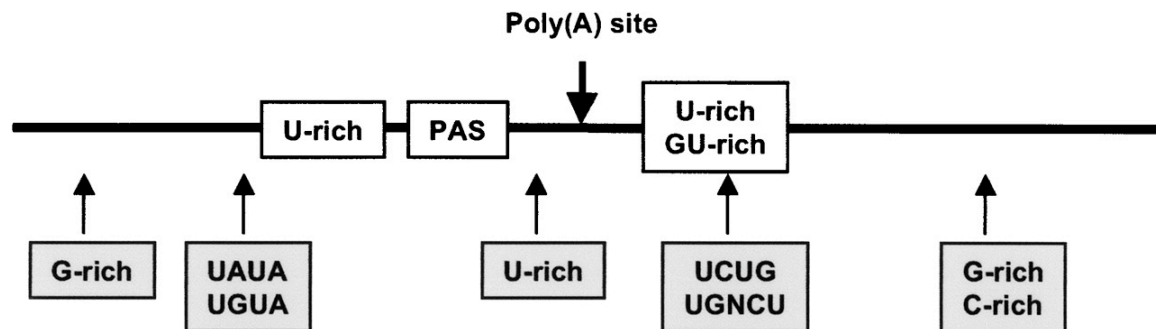 Poly(A) site
U-rich
PAS
U-rich
GU-rich
G-rich
UAUA
UGUA
U-rich
UCUG
UGNCU
G-rich
C-rich